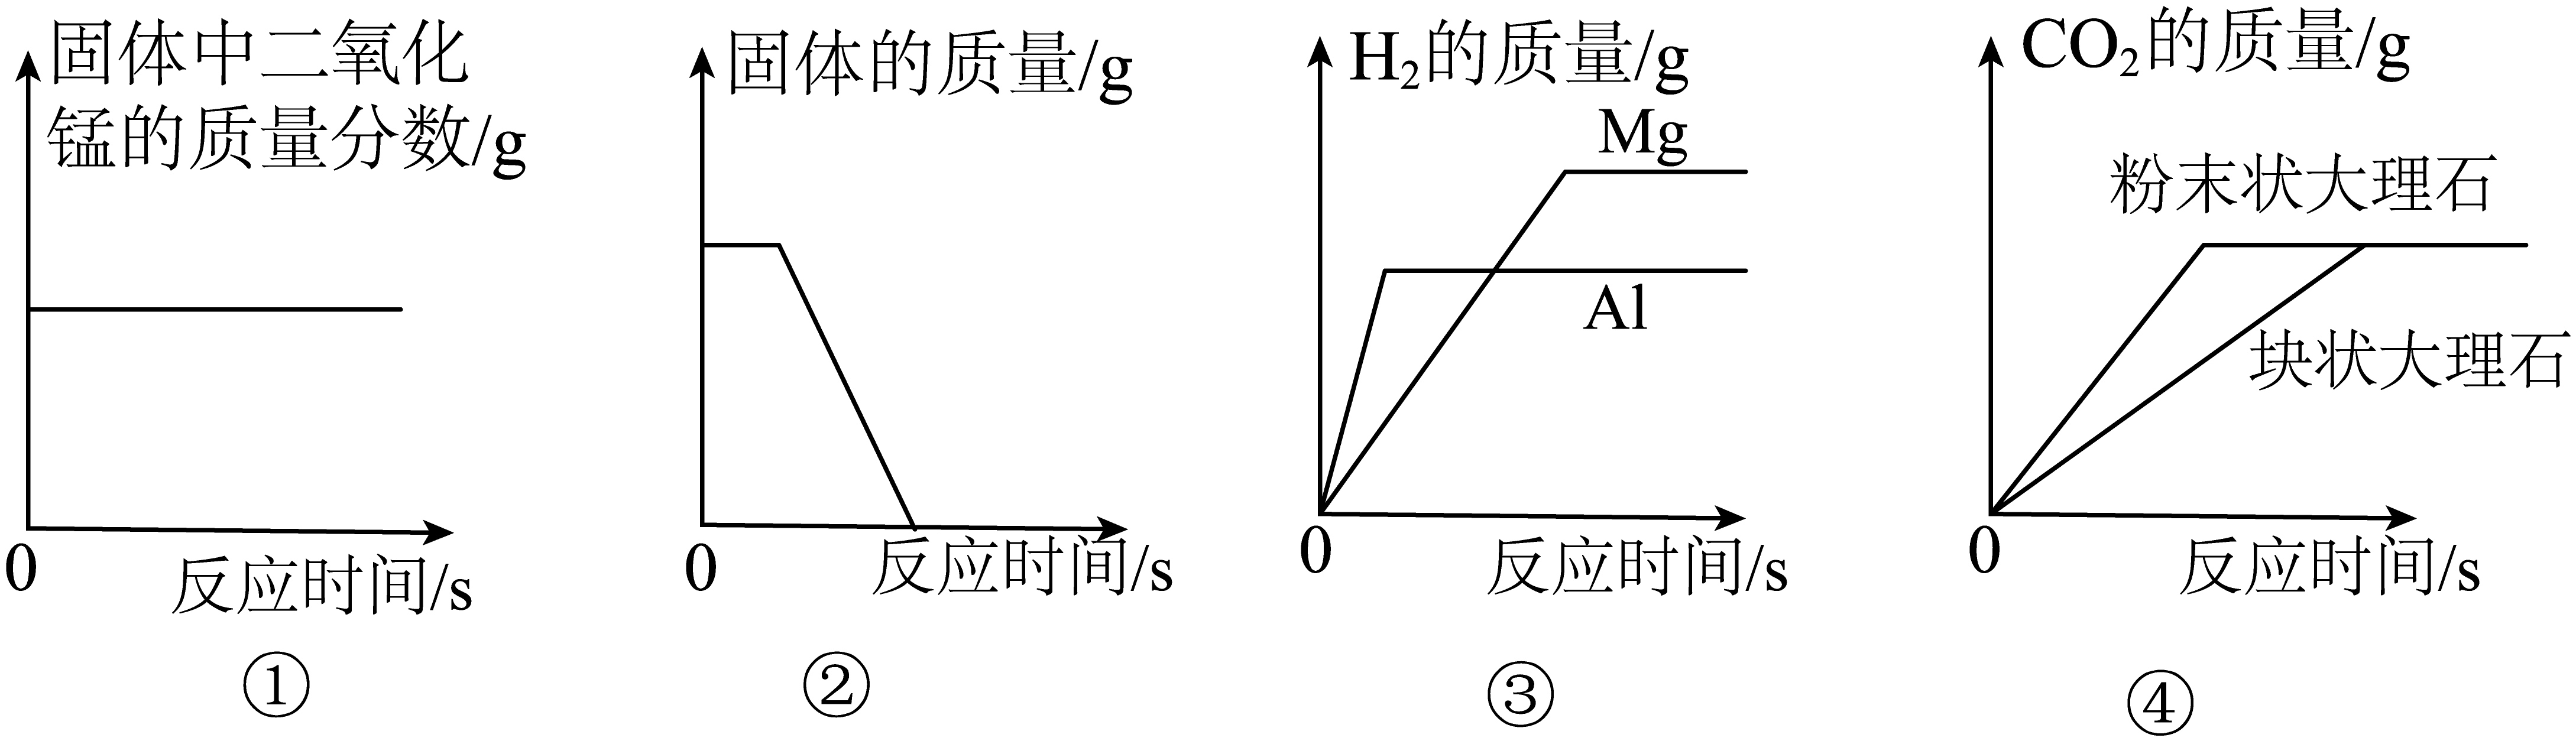 固体中二氧化
锰的质量分数/g
0
反应时间/s
①
固体的质量/g
0
反应时间/s
②
H₂的质量/g
Mg
Al
0
反应时间/s
③
CO₂的质量/g
粉末状大理石
块状大理石
0
反应时间/s
④